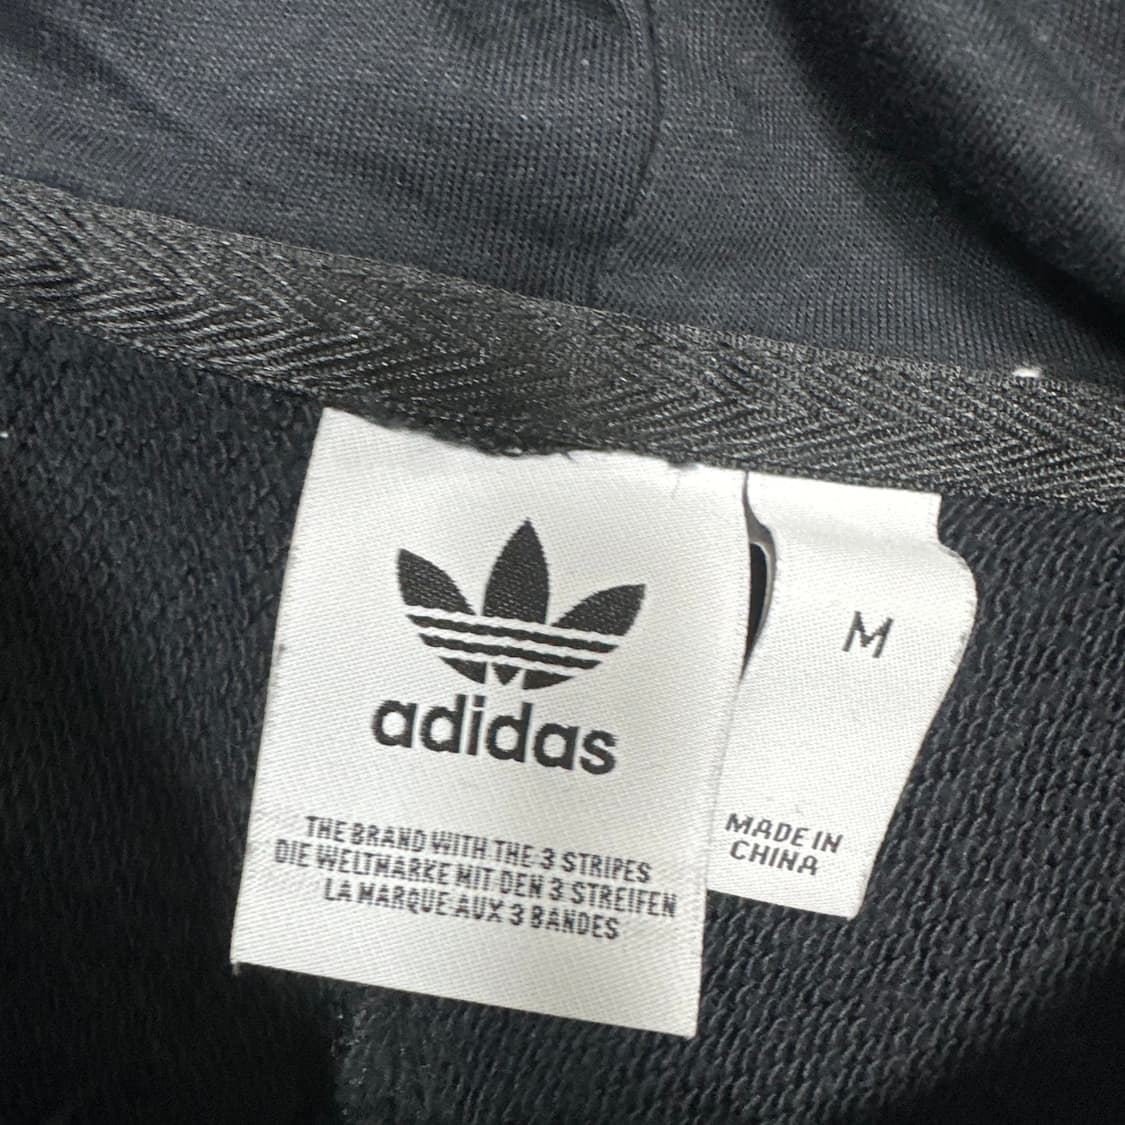 adidas
THE BRAND WITH THE 3 STRIPES
DIE WELTMARKE MIT DEN 3 STREIFEN
LA MARQUE AUX 3 BANDES
M
MADE IN
CHINA